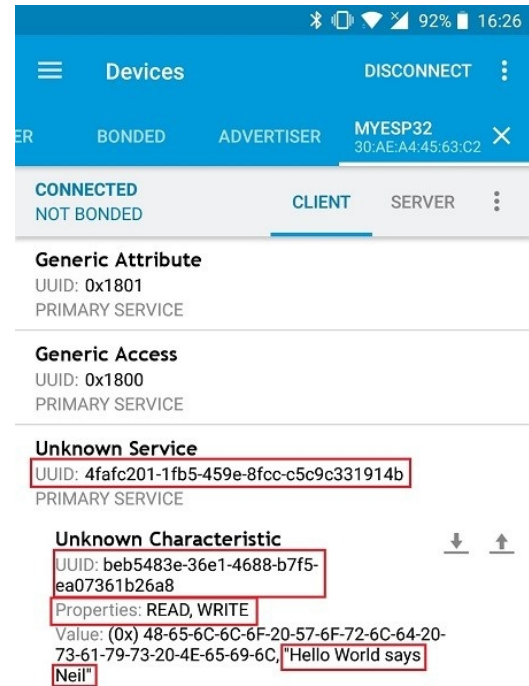 92% 16:26
Devices DISCONNECT
ER BONDED ADVERTISER MYESP32
30:AE:A4:45:63:C2
CONNECTED
NOT BONDED
CLIENT SERVER
Generic Attribute
UUID: 0x1801
PRIMARY SERVICE
Generic Access
UUID: 0x1800
PRIMARY SERVICE
Unknown Service
UUID: 4fafc201-1fb5-459e-8fcc-c5c9c331914b
PRIMARY SERVICE
Unknown Characteristic
UUID: beb5483e-36e1-4688-b7f5-
ea07361b26a8
Properties: READ, WRITE
Value: (0x) 48-65-6C-6C-6F-20-57-6F-72-6C-64-20-
73-61-79-73-20-4E-65-69-6C, "Hello World says
Neil"